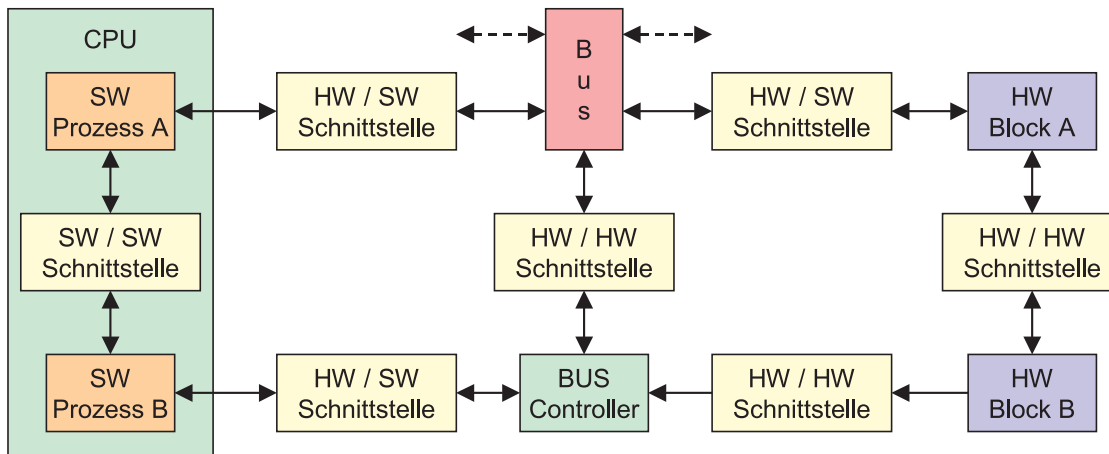 CPU
SW
Prozess A
HW / SW
Schnittstelle
B
u
s
HW / SW
Schnittstelle
HW
Block A
SW / SW
Schnittstelle
HW / HW
Schnittstelle
HW / HW
Schnittstelle
SW
Prozess B
HW / SW
Schnittstelle
BUS
Controller
HW / HW
Schnittstelle
HW
Block B